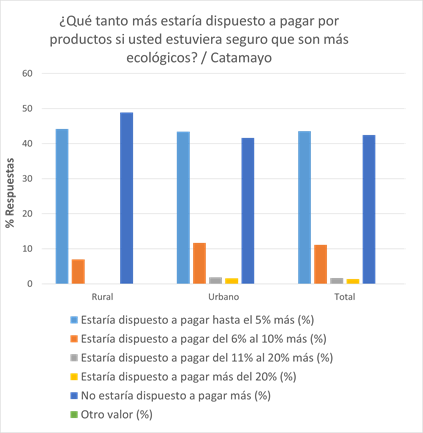 ¿Qué tanto más estaría dispuesto a pagar por
productos si usted estuviera seguro que son más
ecológicos? / Catamayo
60
50
40
30
20
10
0
% Respuestas
Rural Urbano Total
Estaría dispuesto a pagar hasta el 5% más (%)
Estaría dispuesto a pagar del 6% al 10% más (%)
Estaría dispuesto a pagar del 11% al 20% más (%)
Estaría dispuesto a pagar más del 20% (%)
No estaría dispuesto a pagar más (%)
Otro valor (%)